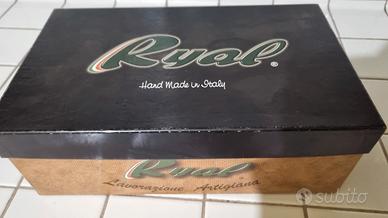 Ryal®
Hand Made in Italy
Ryal®
Lavorazione Artigiana
subito